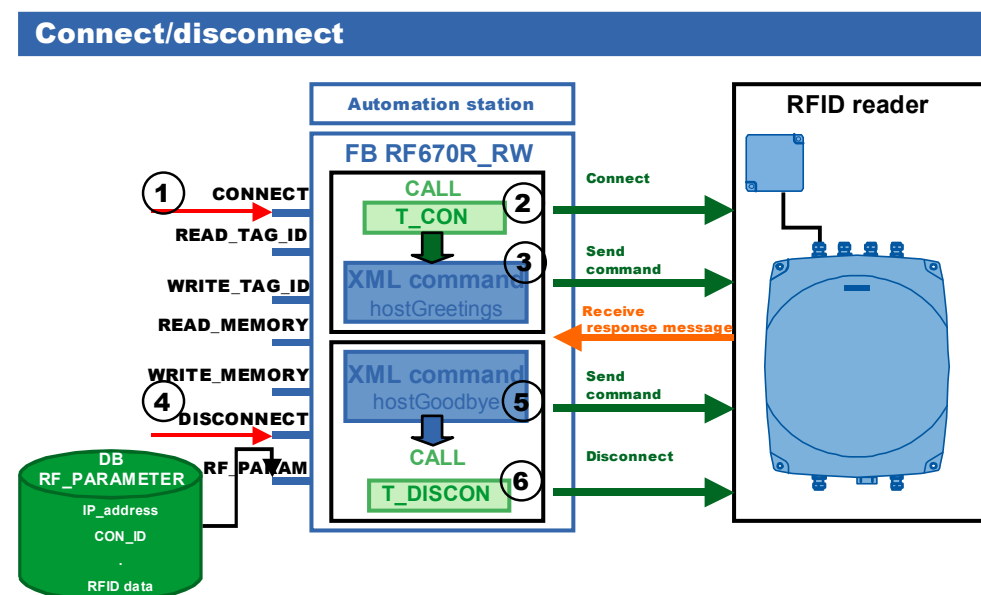 Connect/disconnect
Automation station
RFID reader
FB RF670R_RW
1
CONNECT
READ_TAG_ID
WRITE_TAG_ID
READ_MEMORY
WRITE_MEMORY
4
DISCONNECT
RF_PARAM
DB
RF_PARAMETER
IP_address
CON_ID
.
RFID data
CALL
T_CON
2
XML command
3
hostGreetings
XML command
hostGoodbye
5
CALL
T_DISCON
6
Connect
Send
command
Receive
response message
Send
command
Disconnect